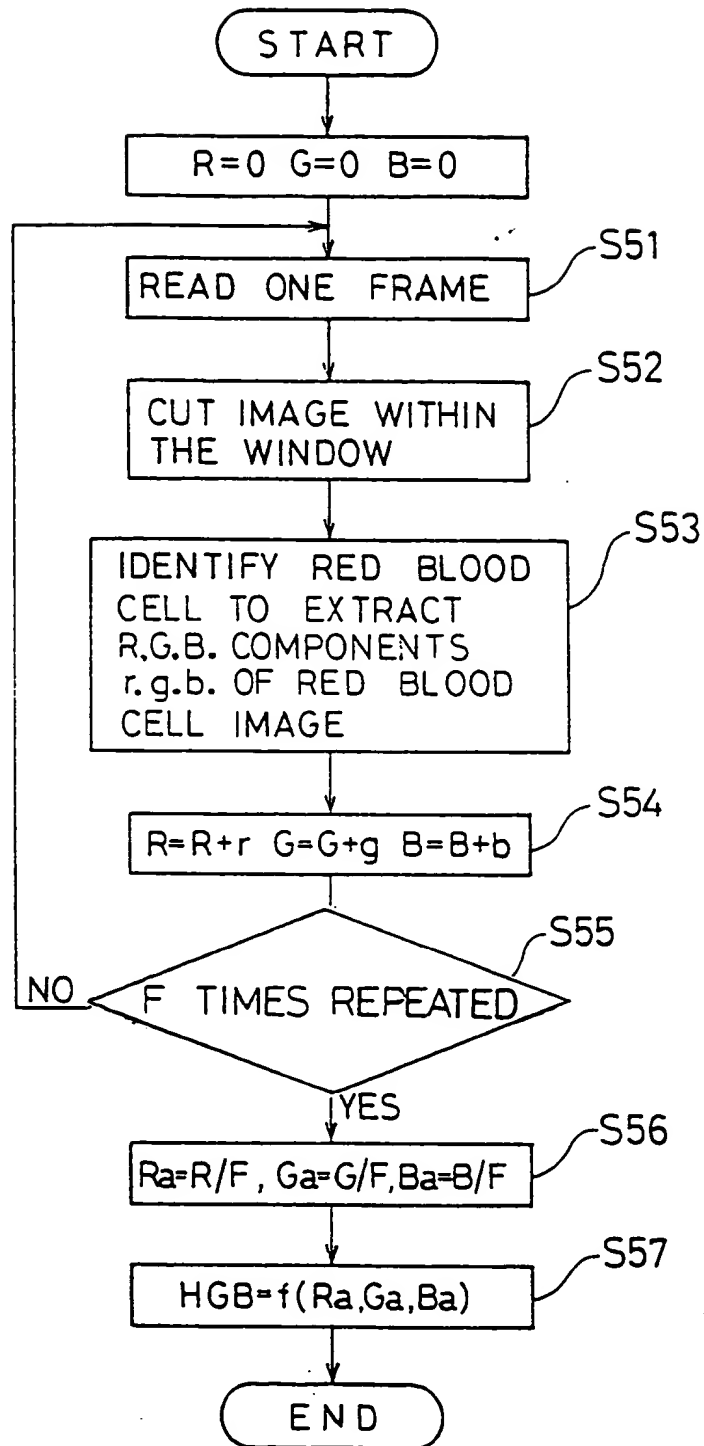 START
R=0 G=0 B=0
S51
READ ONE FRAME
S52
CUT IMAGE WITHIN
THE WINDOW
S53
IDENTIFY RED BLOOD
CELL TO EXTRACT
R.G.B. COMPONENTS
r.g.b. OF RED BLOOD
CELL IMAGE
S54
R=R+r G=G+g B=B+b
S55
F TIMES REPEATED
NO
YES
S56
Ra=R/F, Ga=G/F, Ba=B/F
S57
HGB=f(Ra,Ga,Ba)
END